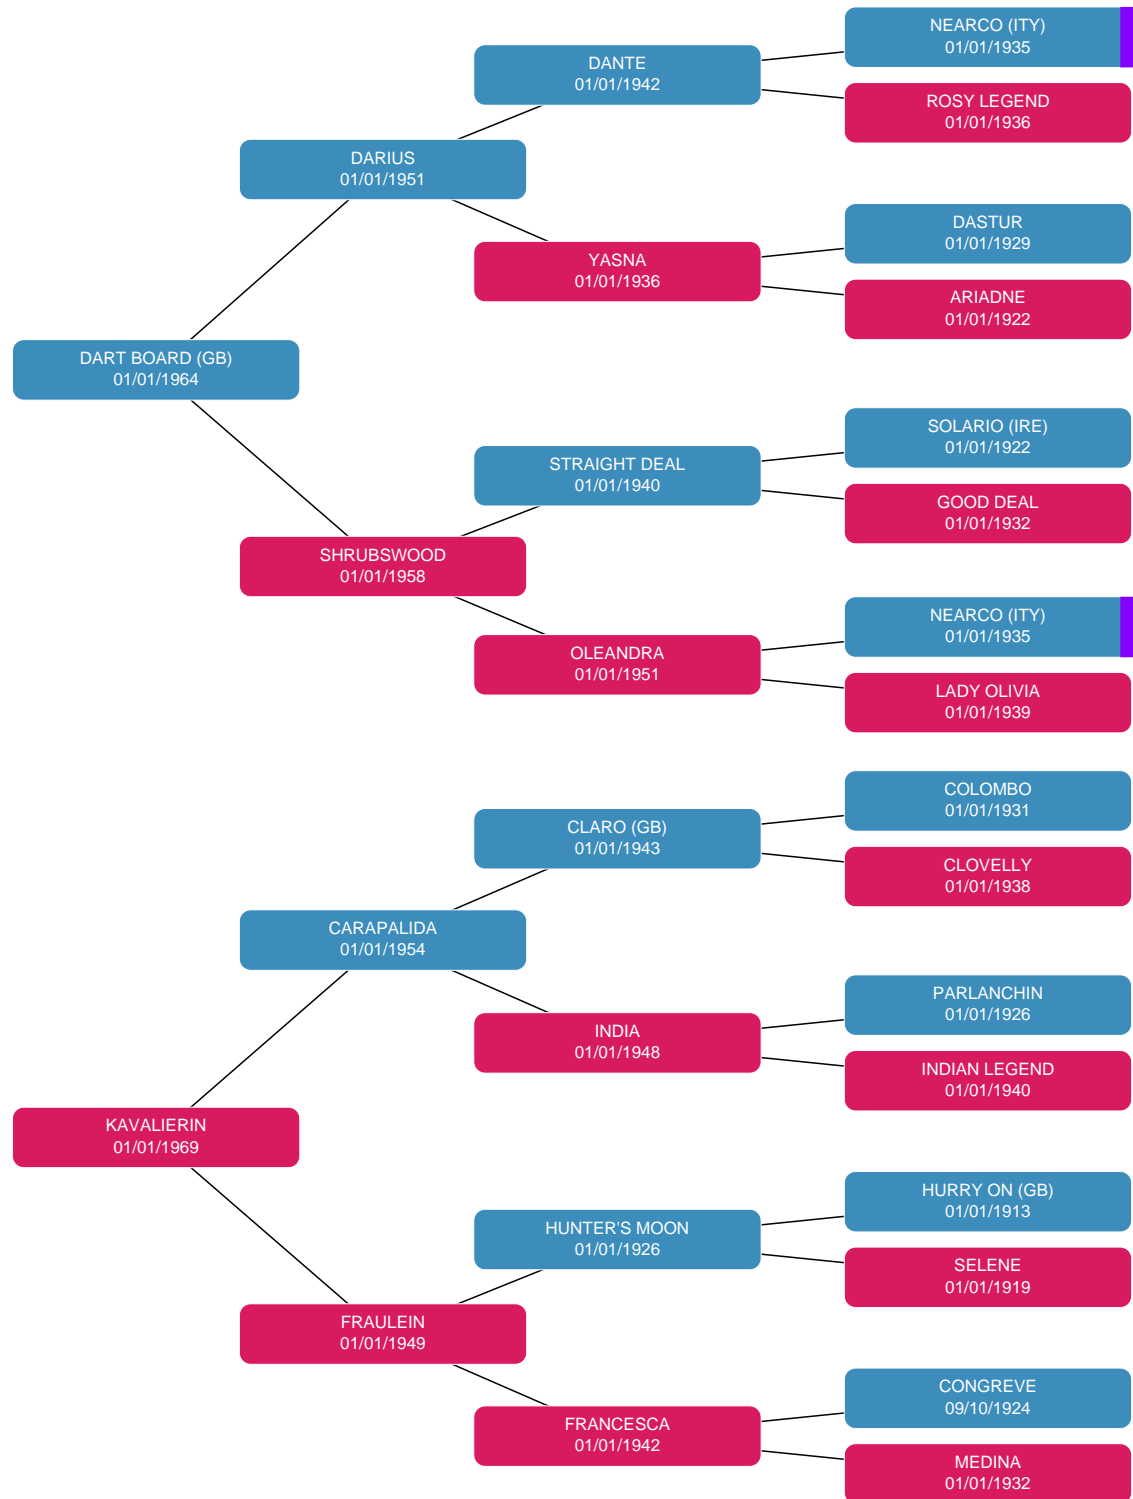 NEARCO (ITY)
01/01/1935
DANTE
01/01/1942
ROSY LEGEND
01/01/1936
DARIUS
01/01/1951
DASTUR
01/01/1929
YASNA
01/01/1936
ARIADNE
01/01/1922
DART BOARD (GB)
01/01/1964
SOLARIO (IRE)
01/01/1922
STRAIGHT DEAL
01/01/1940
GOOD DEAL
01/01/1932
SHRUBSWOOD
01/01/1958
NEARCO (ITY)
01/01/1935
OLEANDRA
01/01/1951
LADY OLIVIA
01/01/1939
COLOMBO
01/01/1931
CLARO (GB)
01/01/1943
CLOVELLY
01/01/1938
CARAPALIDA
01/01/1954
PARLANCHIN
01/01/1926
INDIA
01/01/1948
INDIAN LEGEND
01/01/1940
KAVALIERIN
01/01/1969
HURRY ON (GB)
01/01/1913
HUNTER'S MOON
01/01/1926
SELENE
01/01/1919
FRAULEIN
01/01/1949
CONGREVE
09/10/1924
FRANCESCA
01/01/1942
MEDINA
01/01/1932